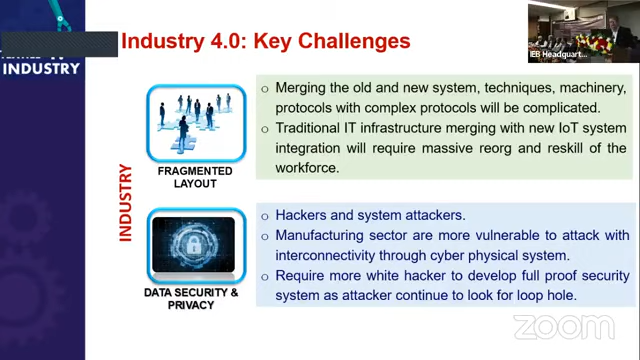 Industry 4.0: Key Challenges
IEB Headquart...
INDUSTRY
INDUSTRY
FRAGMENTED
LAYOUT
o Merging the old and new system, techniques, machinery,
protocols with complex protocols will be complicated.
o Traditional IT infrastructure merging with new IoT system
integration will require massive reorg and reskill of the
workforce.
DATA SECURITY &
PRIVACY
o Hackers and system attackers.
o Manufacturing sector are more vulnerable to attack with
interconnectivity through cyber physical system.
o Require more white hacker to develop full proof security
system as attacker continue to look for loop hole.
zoom